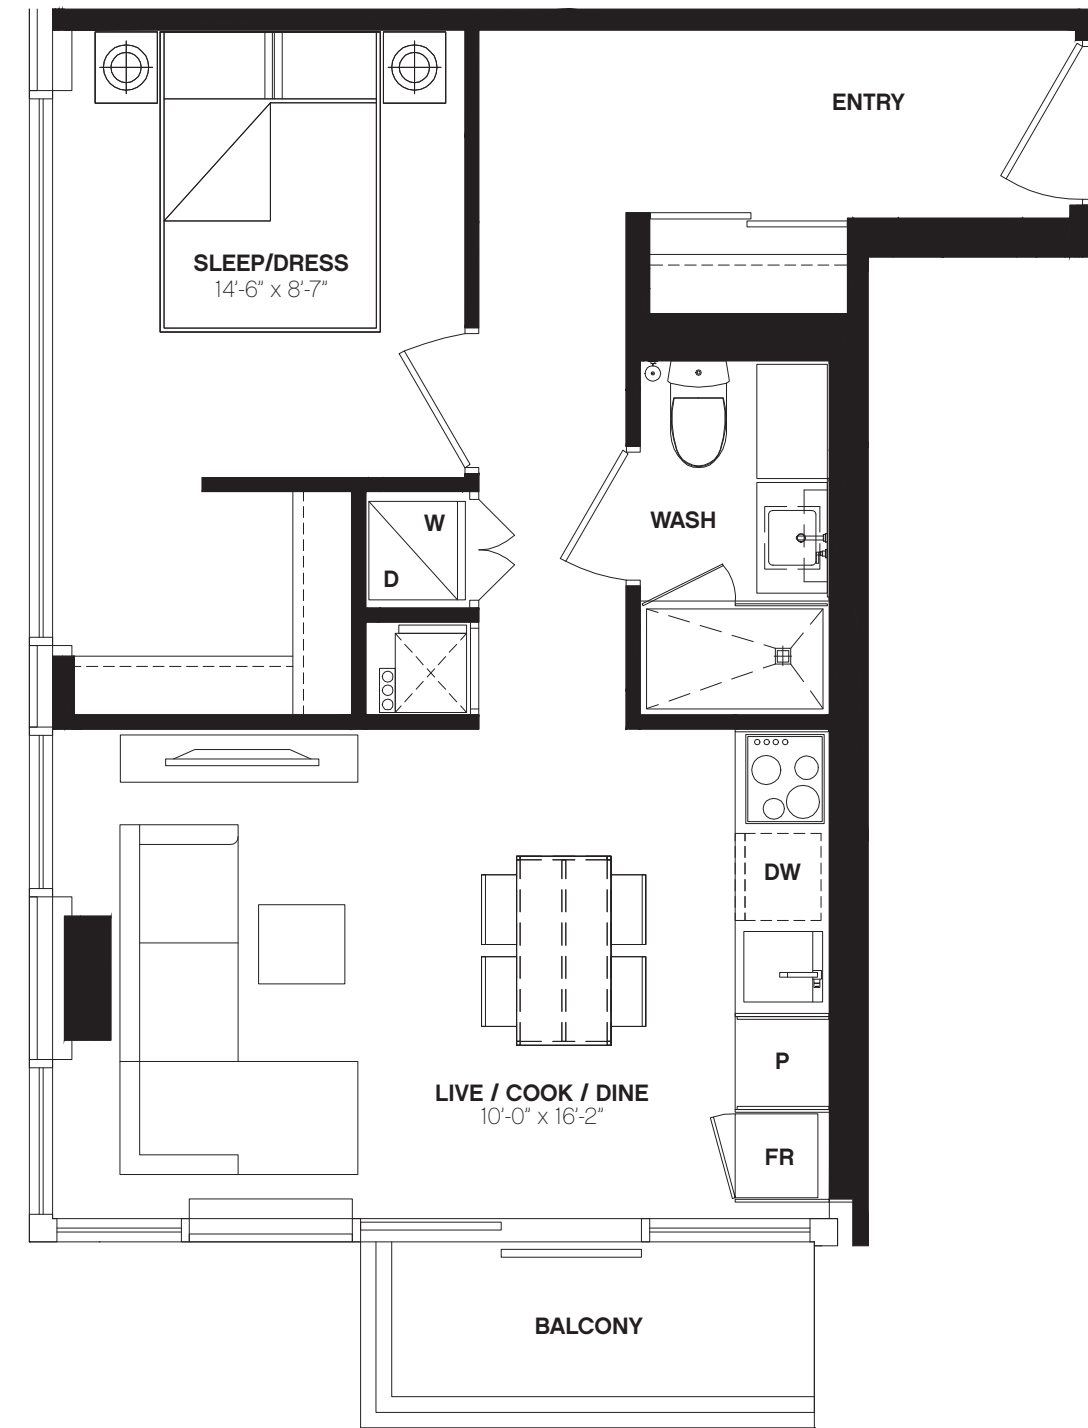 ENTRY
SLEEP/DRESS
14'-6" x 8'-7"
W
D
WASH
DW
P
LIVE / COOK / DINE
10'-0" x 16'-2"
FR
BALCONY